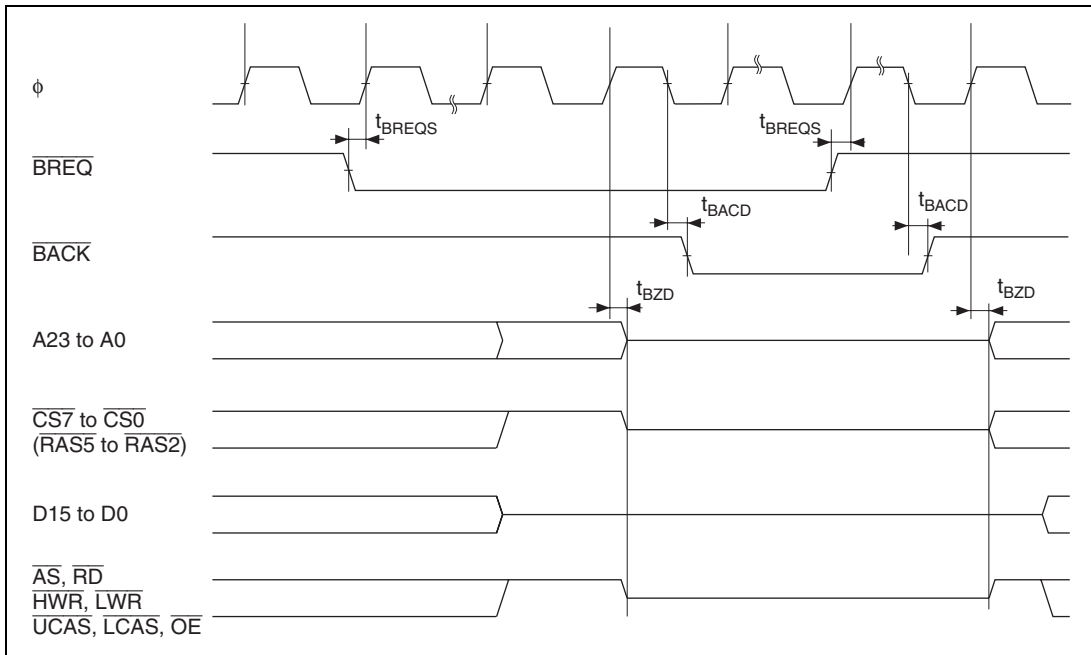 ϕ
tBREQS
tBREQS
BREQ
tBACD
tBACD
BACK
tBZD
tBZD
A23 to A0
CS7 to CS0
(RAS5 to RAS2)
D15 to D0
AS, RD
HWR, LWR
UCAS, LCAS, OE